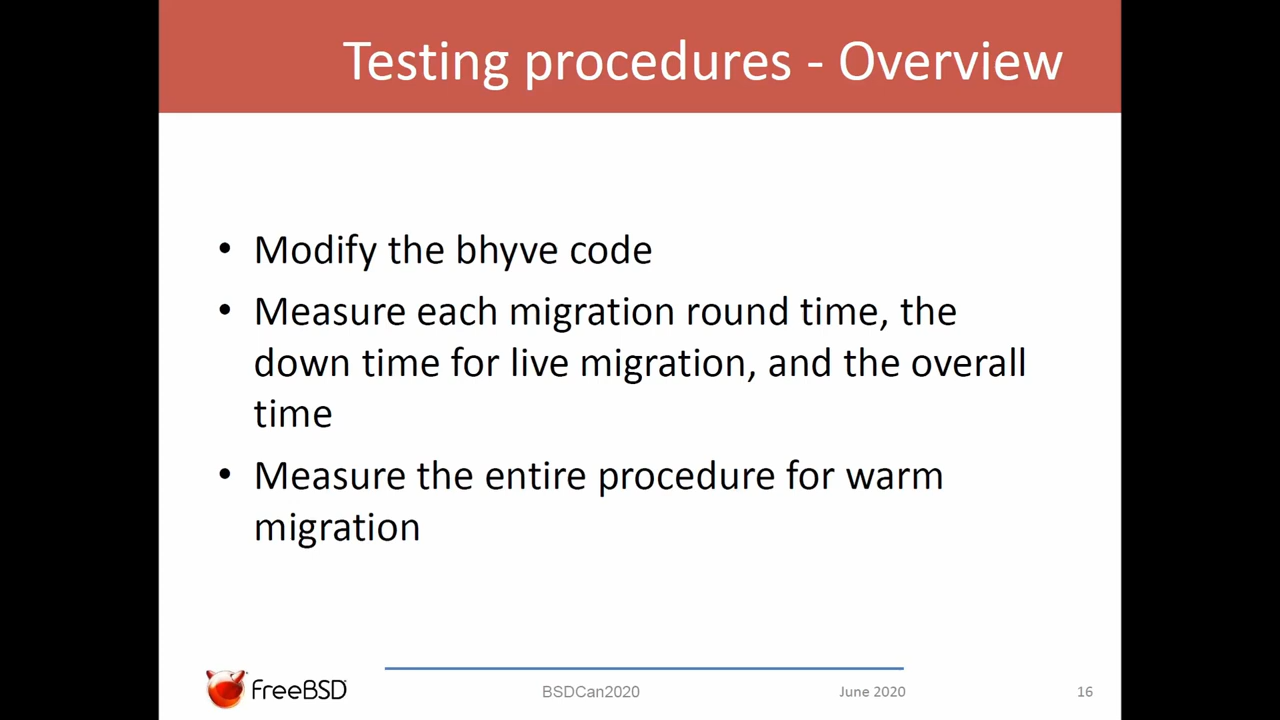 Testing procedures - Overview
• Modify the bhyve code
• Measure each migration round time, the
down time for live migration, and the overall
time
• Measure the entire procedure for warm
migration
FreeBSD
BSDCan2020
June 2020
16